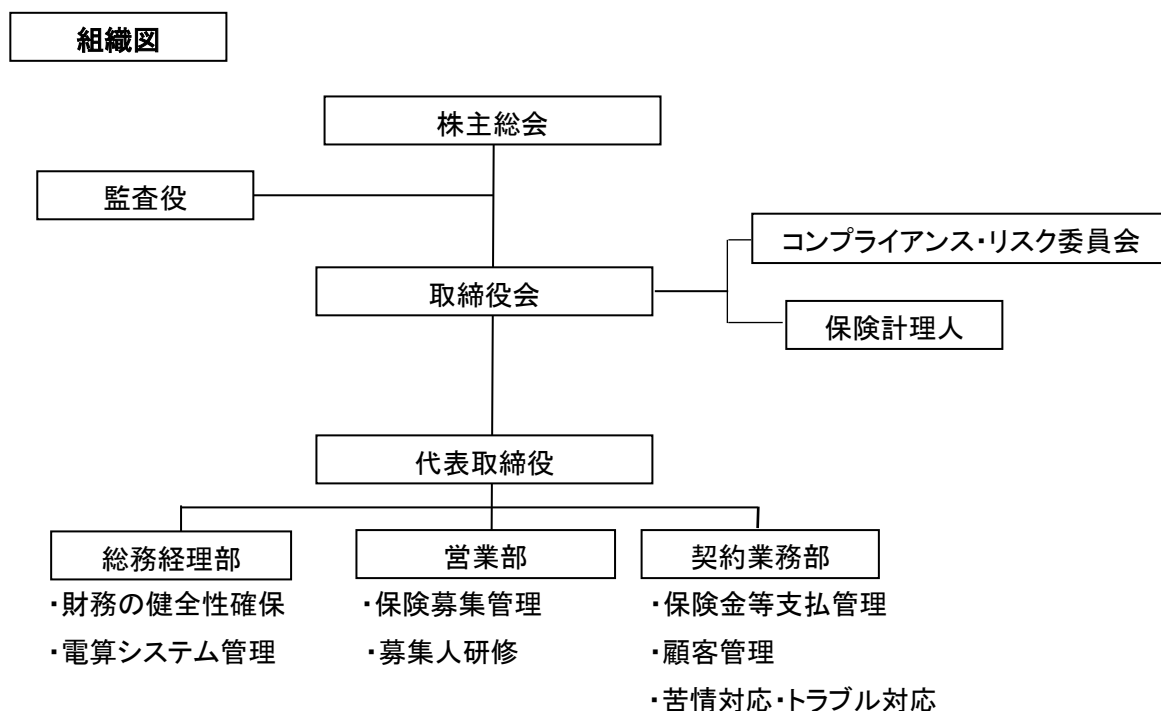 組織図
株主総会
監査役
コンプライアンス・リスク委員会
取締役会
保険計理人
代表取締役
総務経理部
・財務の健全性確保
・電算システム管理
営業部
・保険募集管理
・募集人研修
契約業務部
・保険金等支払管理
・顧客管理
・苦情対応・トラブル対応